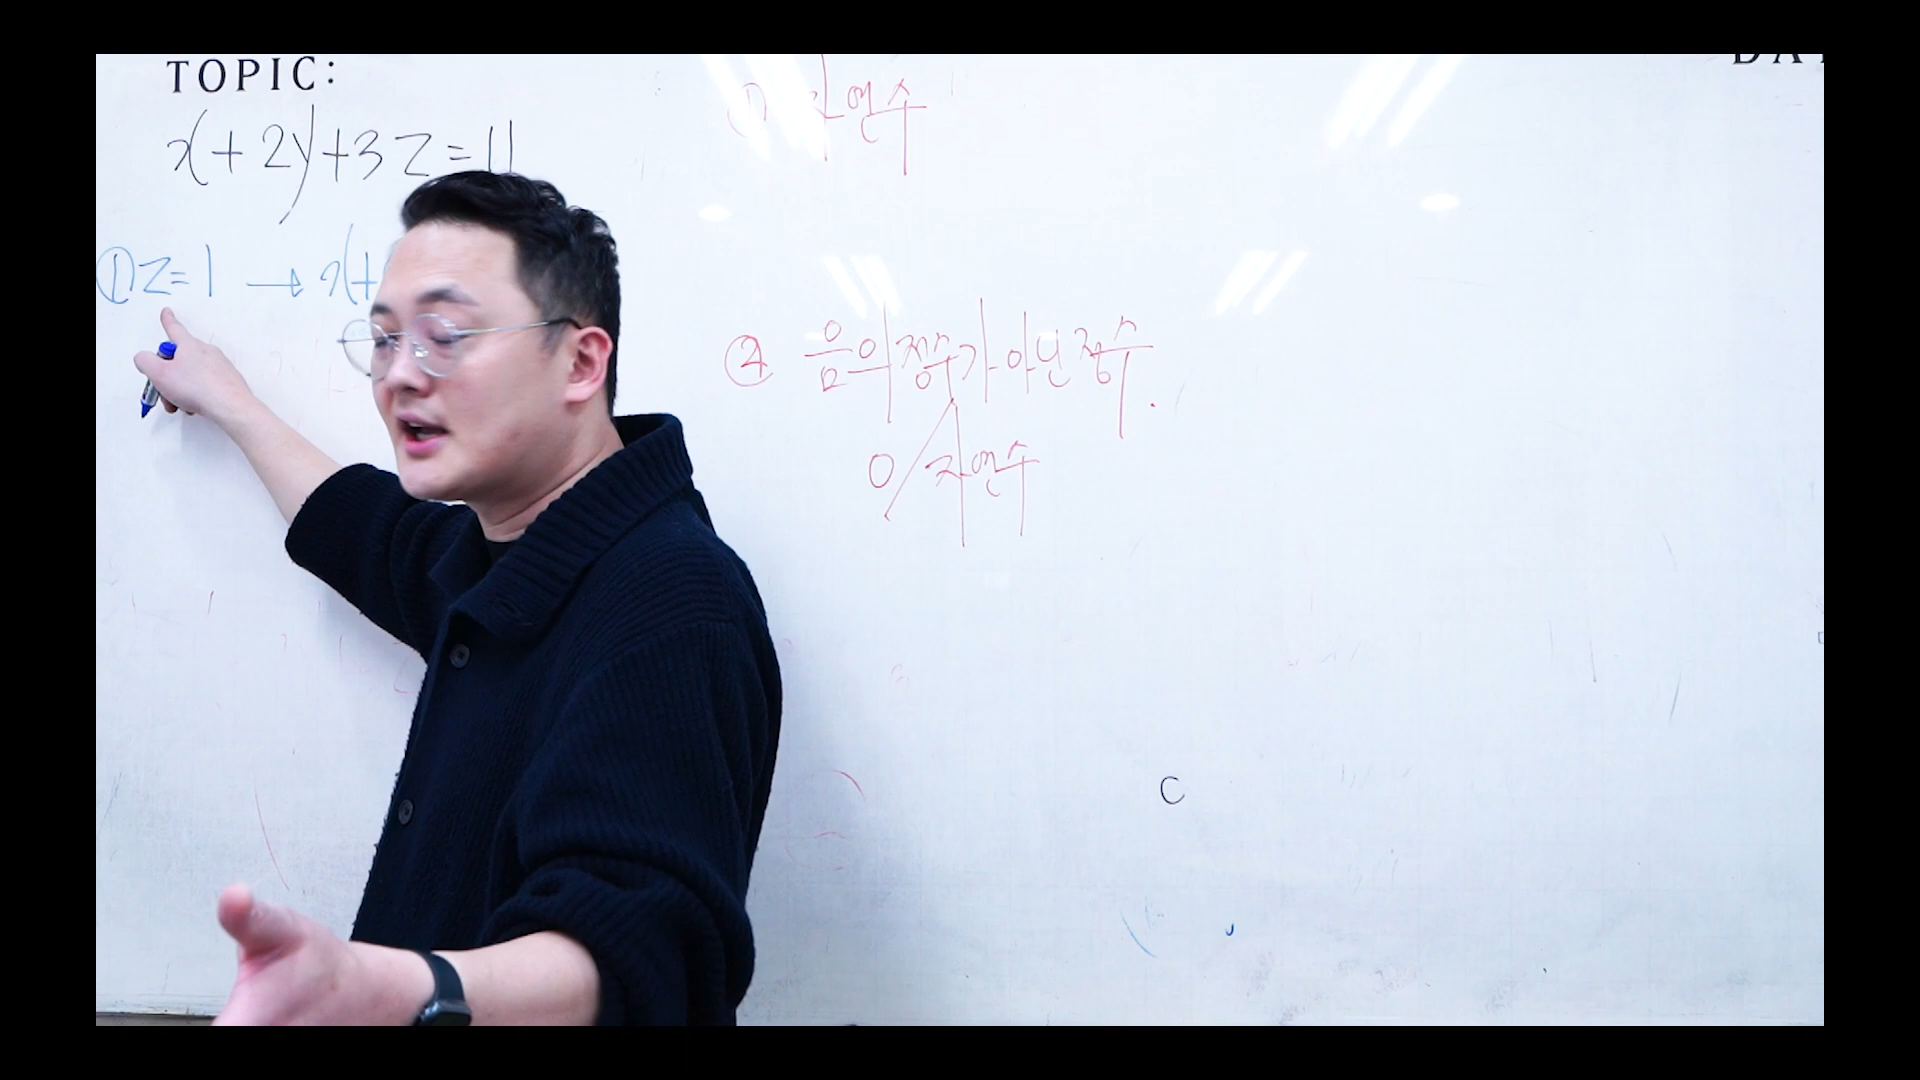 TOPIC:
x+2y+3z=11
① z=1 → x+
① 자연수
② 음의 정수가 아닌 정수.
0 / 자연수
C